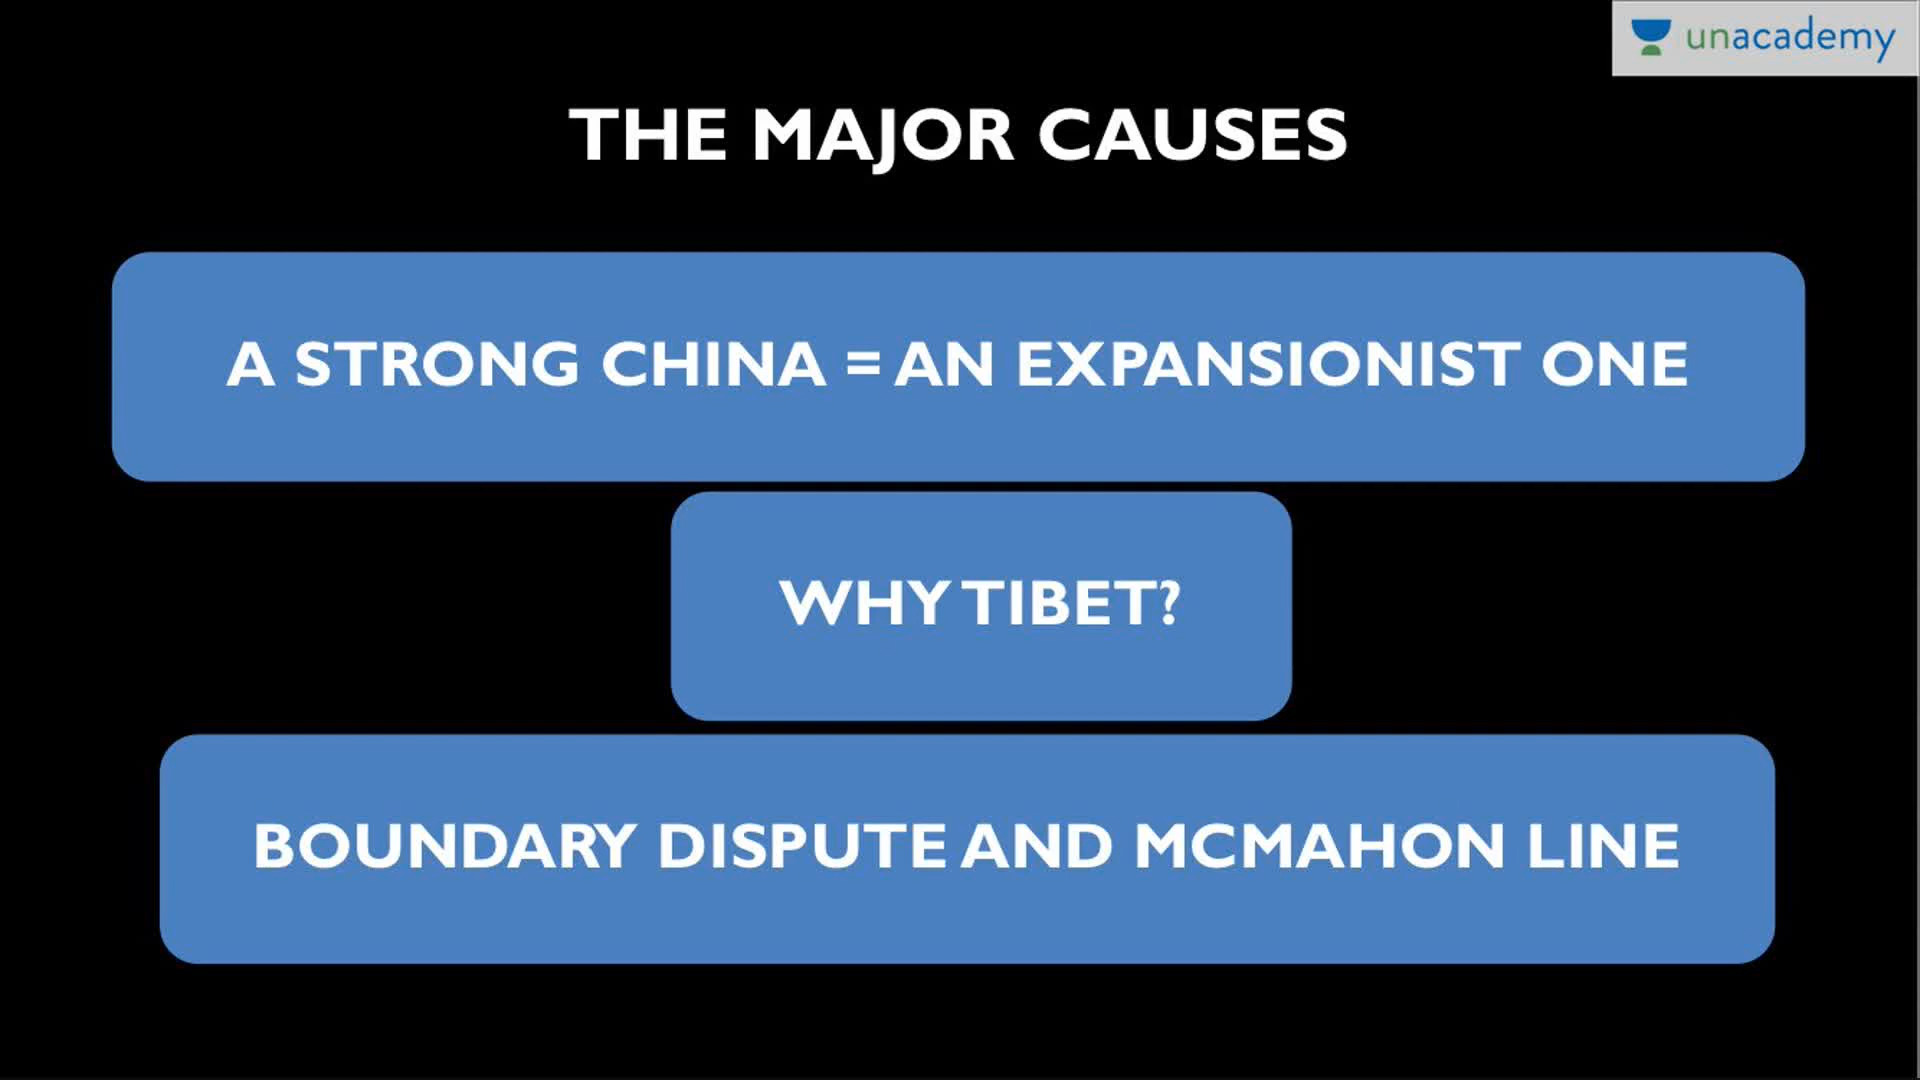 unacademy
THE MAJOR CAUSES
A STRONG CHINA = AN EXPANSIONIST ONE
WHY TIBET?
BOUNDARY DISPUTE AND MCMAHON LINE